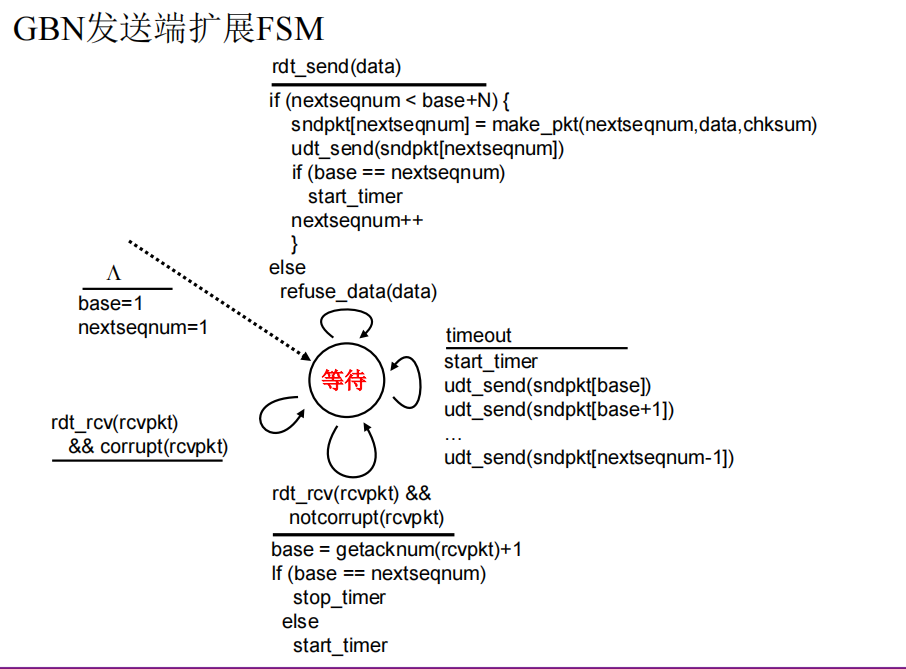 GBN发送端扩展FSM
rdt_send(data)
if (nextseqnum < base+N) {
sndpkt[nextseqnum] = make_pkt(nextseqnum,data,chksum)
udt_send(sndpkt[nextseqnum])
if (base == nextseqnum)
start_timer
nextseqnum++
}
else
refuse_data(data)
Λ
base=1
nextseqnum=1
等待
timeout
start_timer
udt_send(sndpkt[base])
udt_send(sndpkt[base+1])
…
udt_send(sndpkt[nextseqnum-1])
rdt_rcv(rcvpkt)
&& corrupt(rcvpkt)
rdt_rcv(rcvpkt) &&
notcorrupt(rcvpkt)
base = getacknum(rcvpkt)+1
If (base == nextseqnum)
stop_timer
else
start_timer